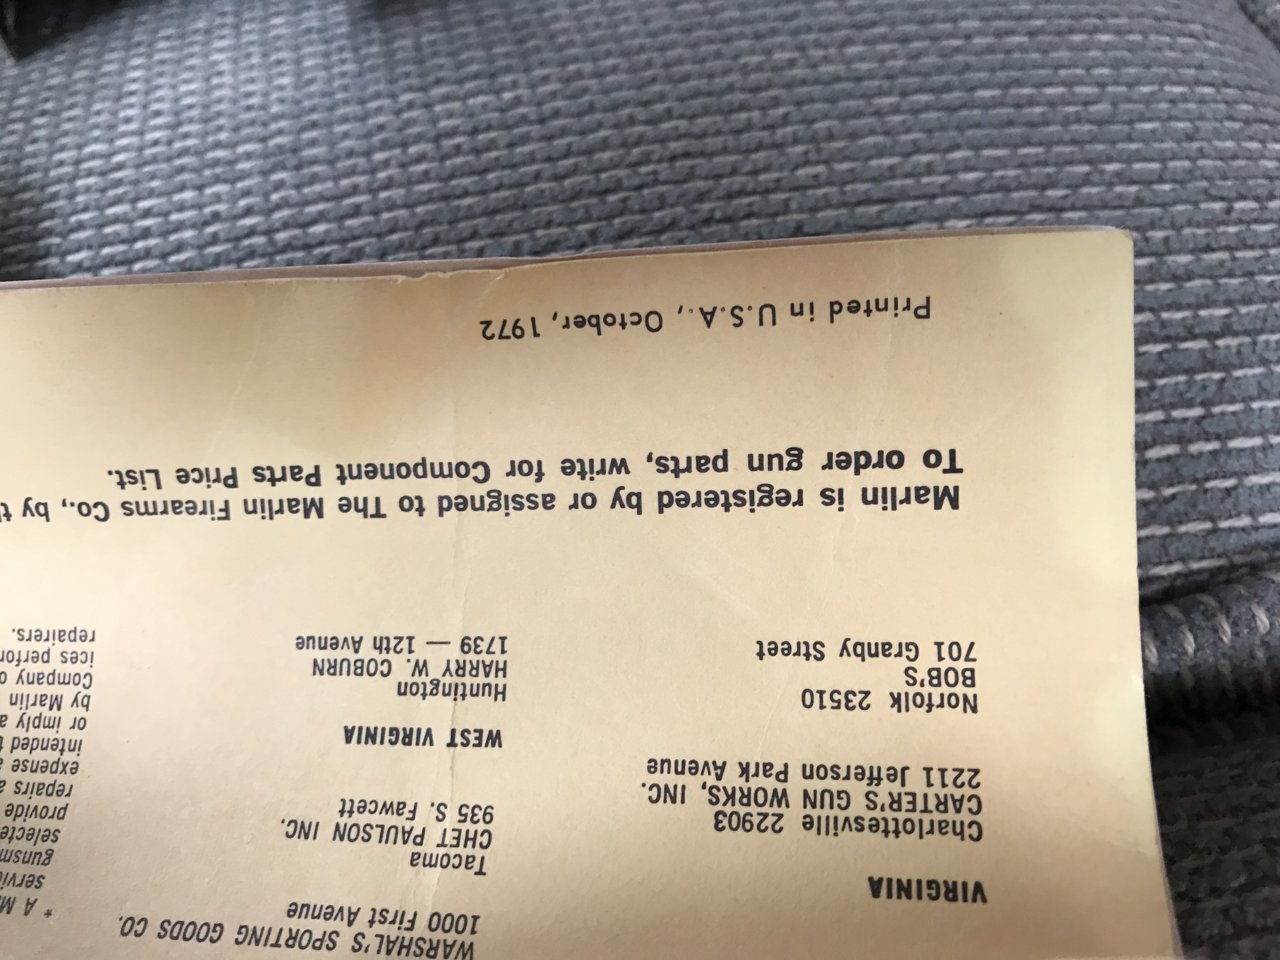 * A M
servic
gunsm
selecte
provide
repairs a
expense a
intended t
or imply a
by Marlin
Company o
ices perfor
repairers.
WARSHAL'S SPORTING GOODS CO.
1000 First Avenue
Tacoma
CHET PAULSON INC.
935 S. Fawcett
WEST VIRGINIA
Huntington
HARRY W. COBURN
1739 — 12th Avenue
VIRGINIA
Charlottesville 22903
CARTER'S GUN WORKS, INC.
2211 Jefferson Park Avenue
Norfolk 23510
BOB'S
701 Granby Street
Marlin is registered by or assigned to The Marlin Firearms Co., by t
To order gun parts, write for Component Parts Price List.
Printed in U.S.A., October, 1972